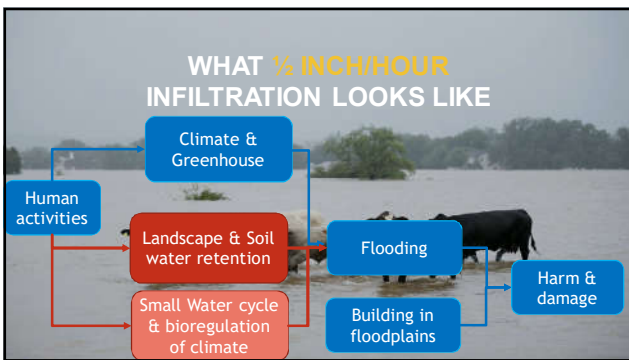 WHAT ½ INCH/HOUR
INFILTRATION LOOKS LIKE
Climate &
Greenhouse
Human
activities
Landscape & Soil
water retention
Flooding
Harm &
damage
Small Water cycle
& bioregulation
of climate
Building in
floodplains